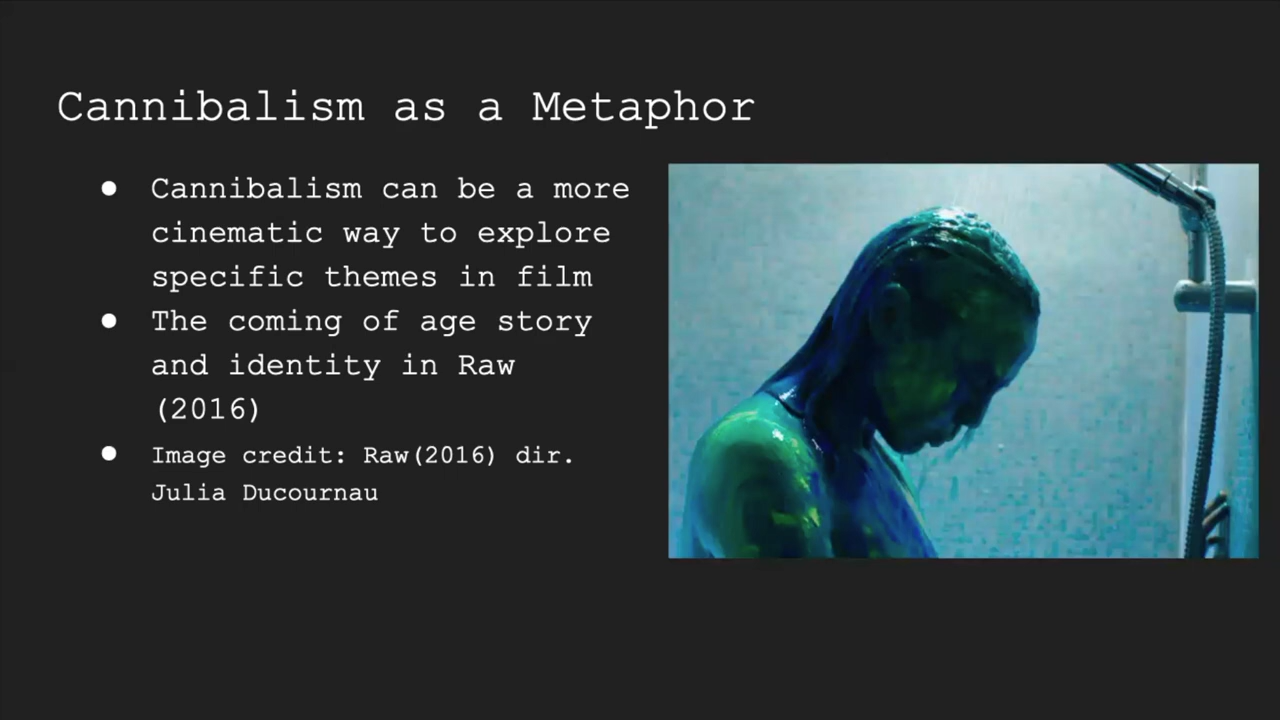 Cannibalism as a Metaphor
● Cannibalism can be a more
cinematic way to explore
specific themes in film
● The coming of age story
and identity in Raw
(2016)
● Image credit: Raw(2016) dir.
Julia Ducournau